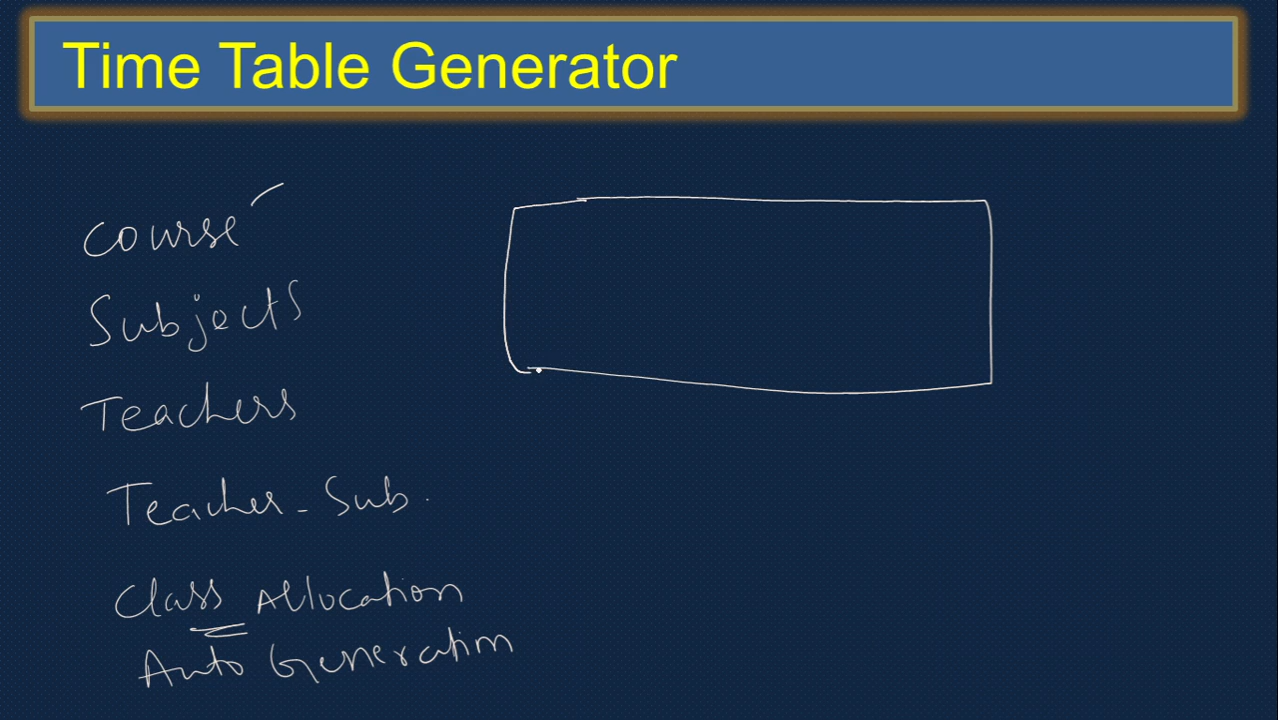 Time Table Generator
Course
Subjects
Teachers
Teacher - Sub.
Class Allocation
Auto Generation